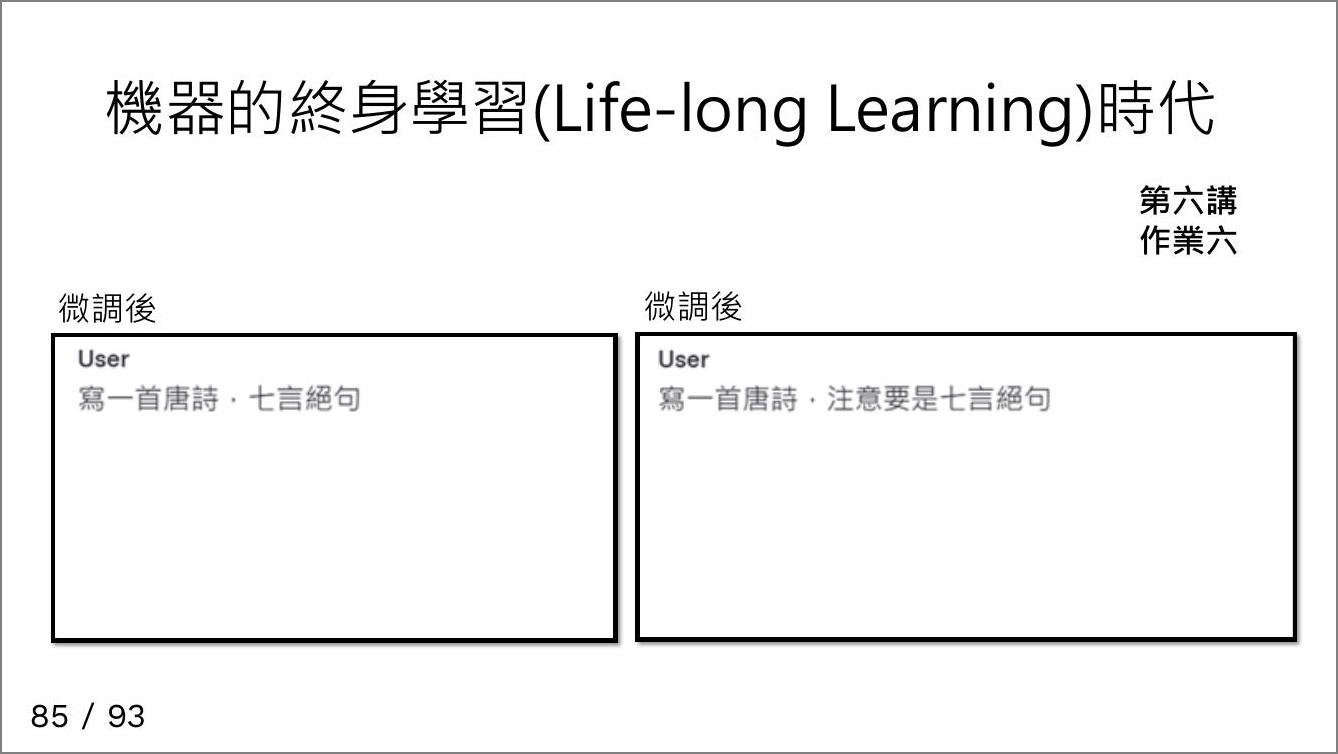 機器的終身學習(Life-long Learning)時代
第六講
作業六
微調後
User
寫一首唐詩，七言絕句
微調後
User
寫一首唐詩，注意要是七言絕句
85 / 93